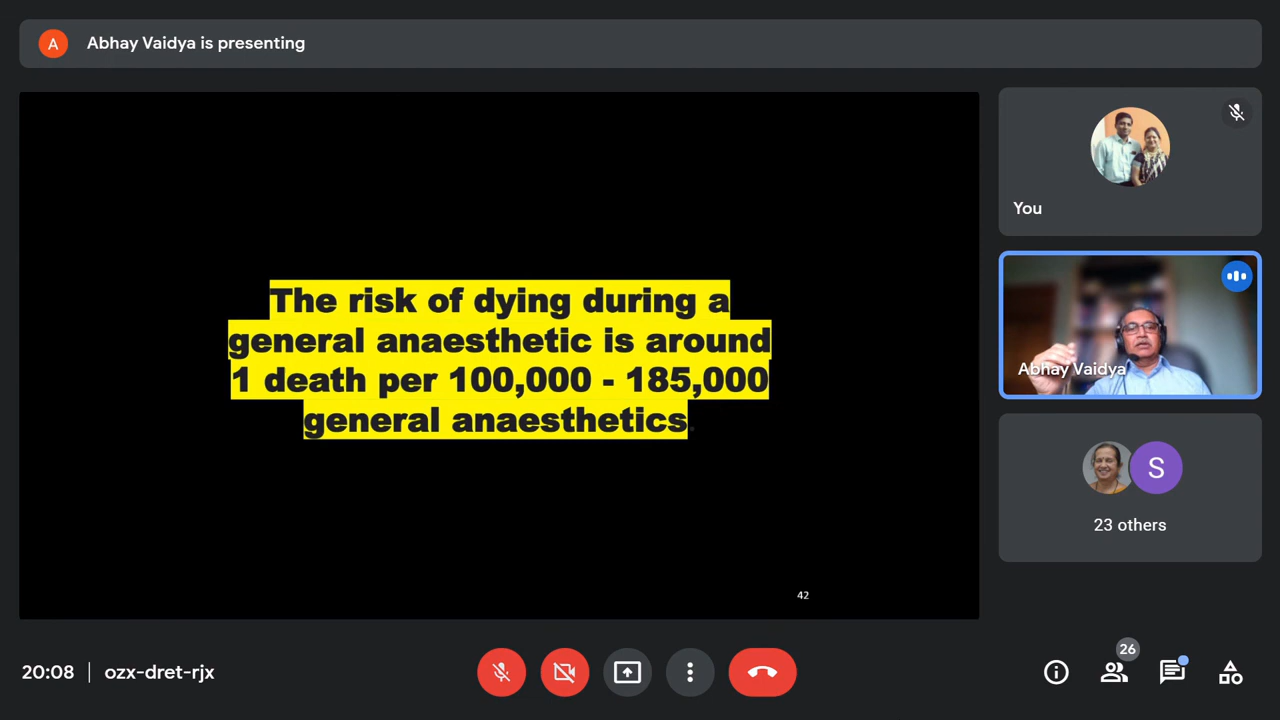 A
Abhay Vaidya is presenting
The risk of dying during a
general anaesthetic is around
1 death per 100,000 - 185,000
general anaesthetics.
42
You
Abhay Vaidya
S
23 others
20:08
ozx-dret-rjx
26